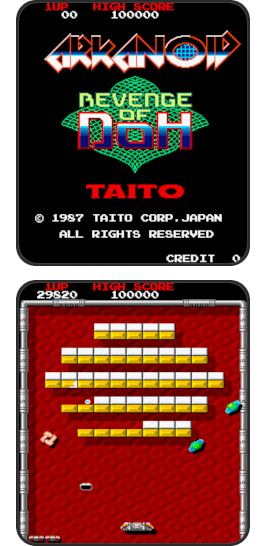 1UP HIGH SCORE
00 100000
ARKANOID
REVENGE
OF
DOH
TAITO
© 1987 TAITO CORP.JAPAN
ALL RIGHTS RESERVED
CREDIT 0
1UP HIGH SCORE
29820 100000